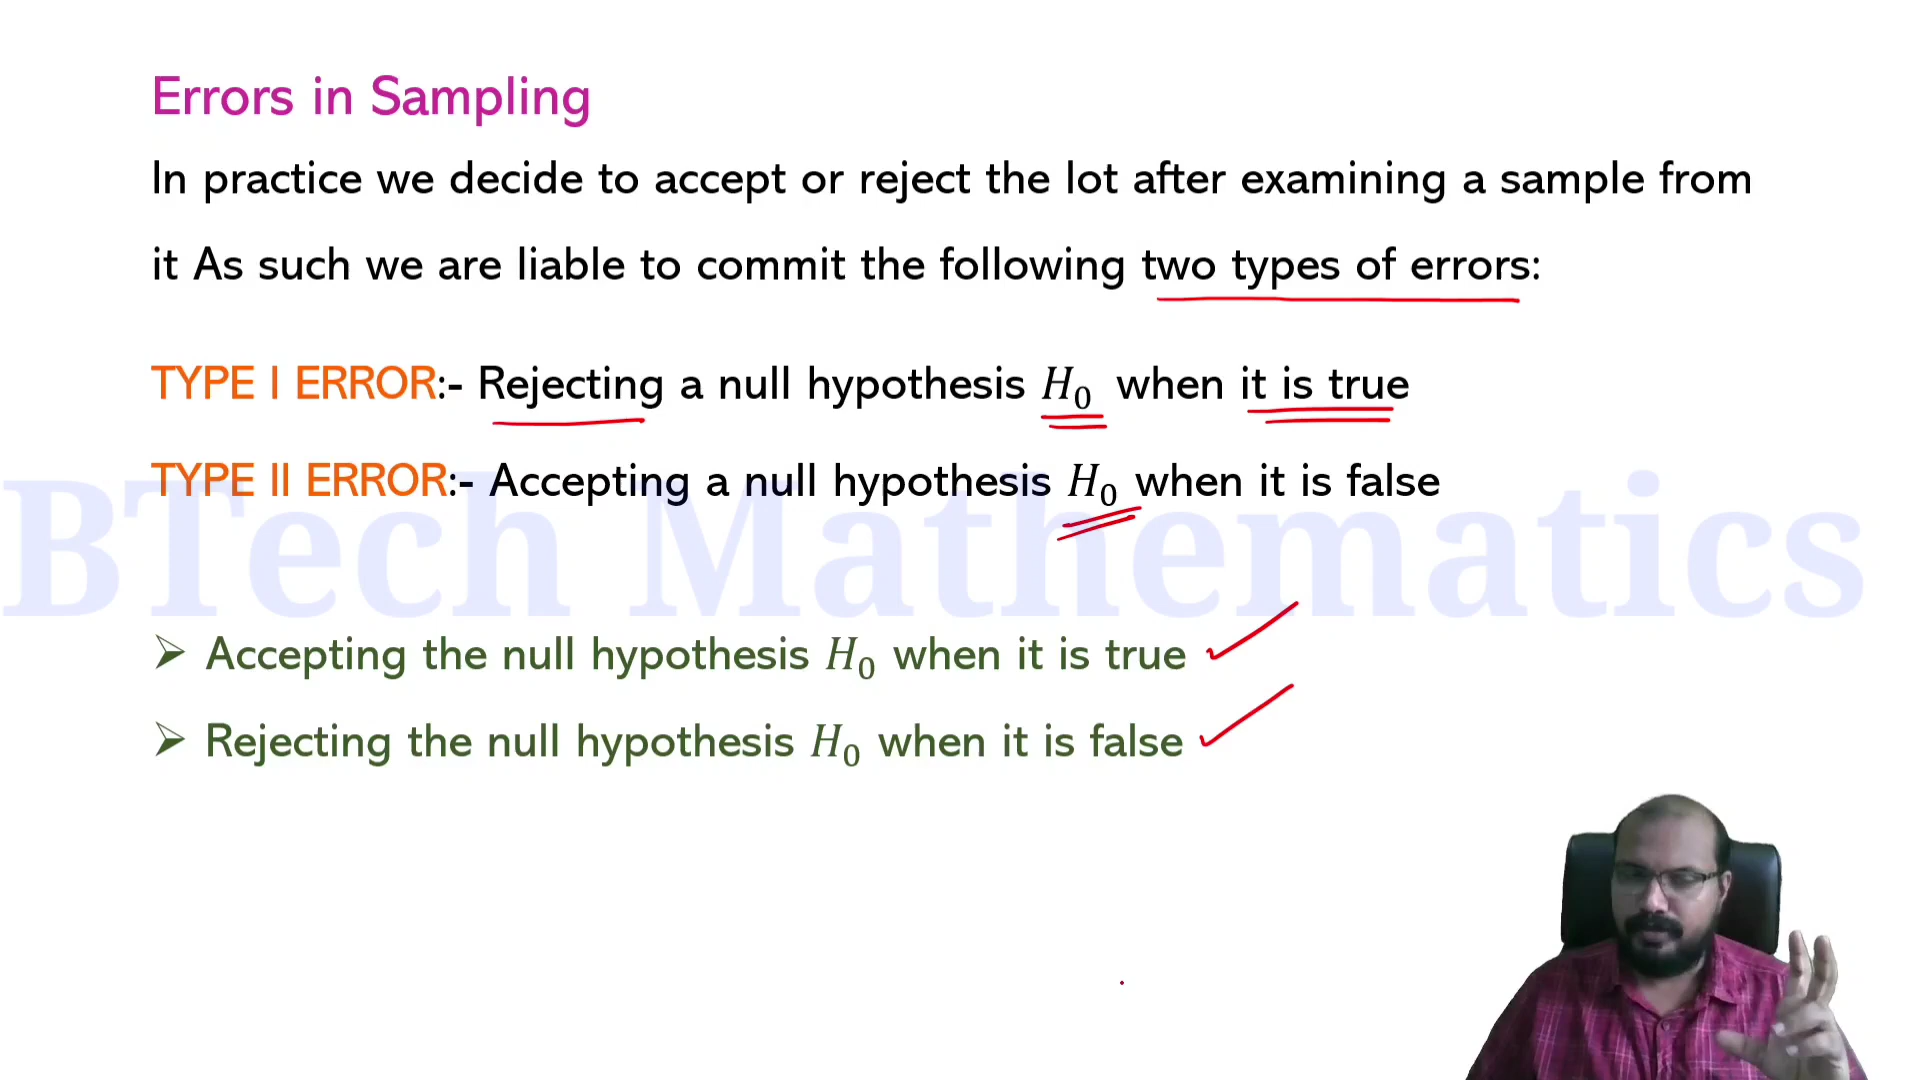 Errors in Sampling
In practice we decide to accept or reject the lot after examining a sample from
it As such we are liable to commit the following two types of errors:
TYPE I ERROR:- Rejecting a null hypothesis H₀ when it is true
TYPE II ERROR:- Accepting a null hypothesis H₀ when it is false
BTech Mathematics
➢ Accepting the null hypothesis H₀ when it is true
➢ Rejecting the null hypothesis H₀ when it is false